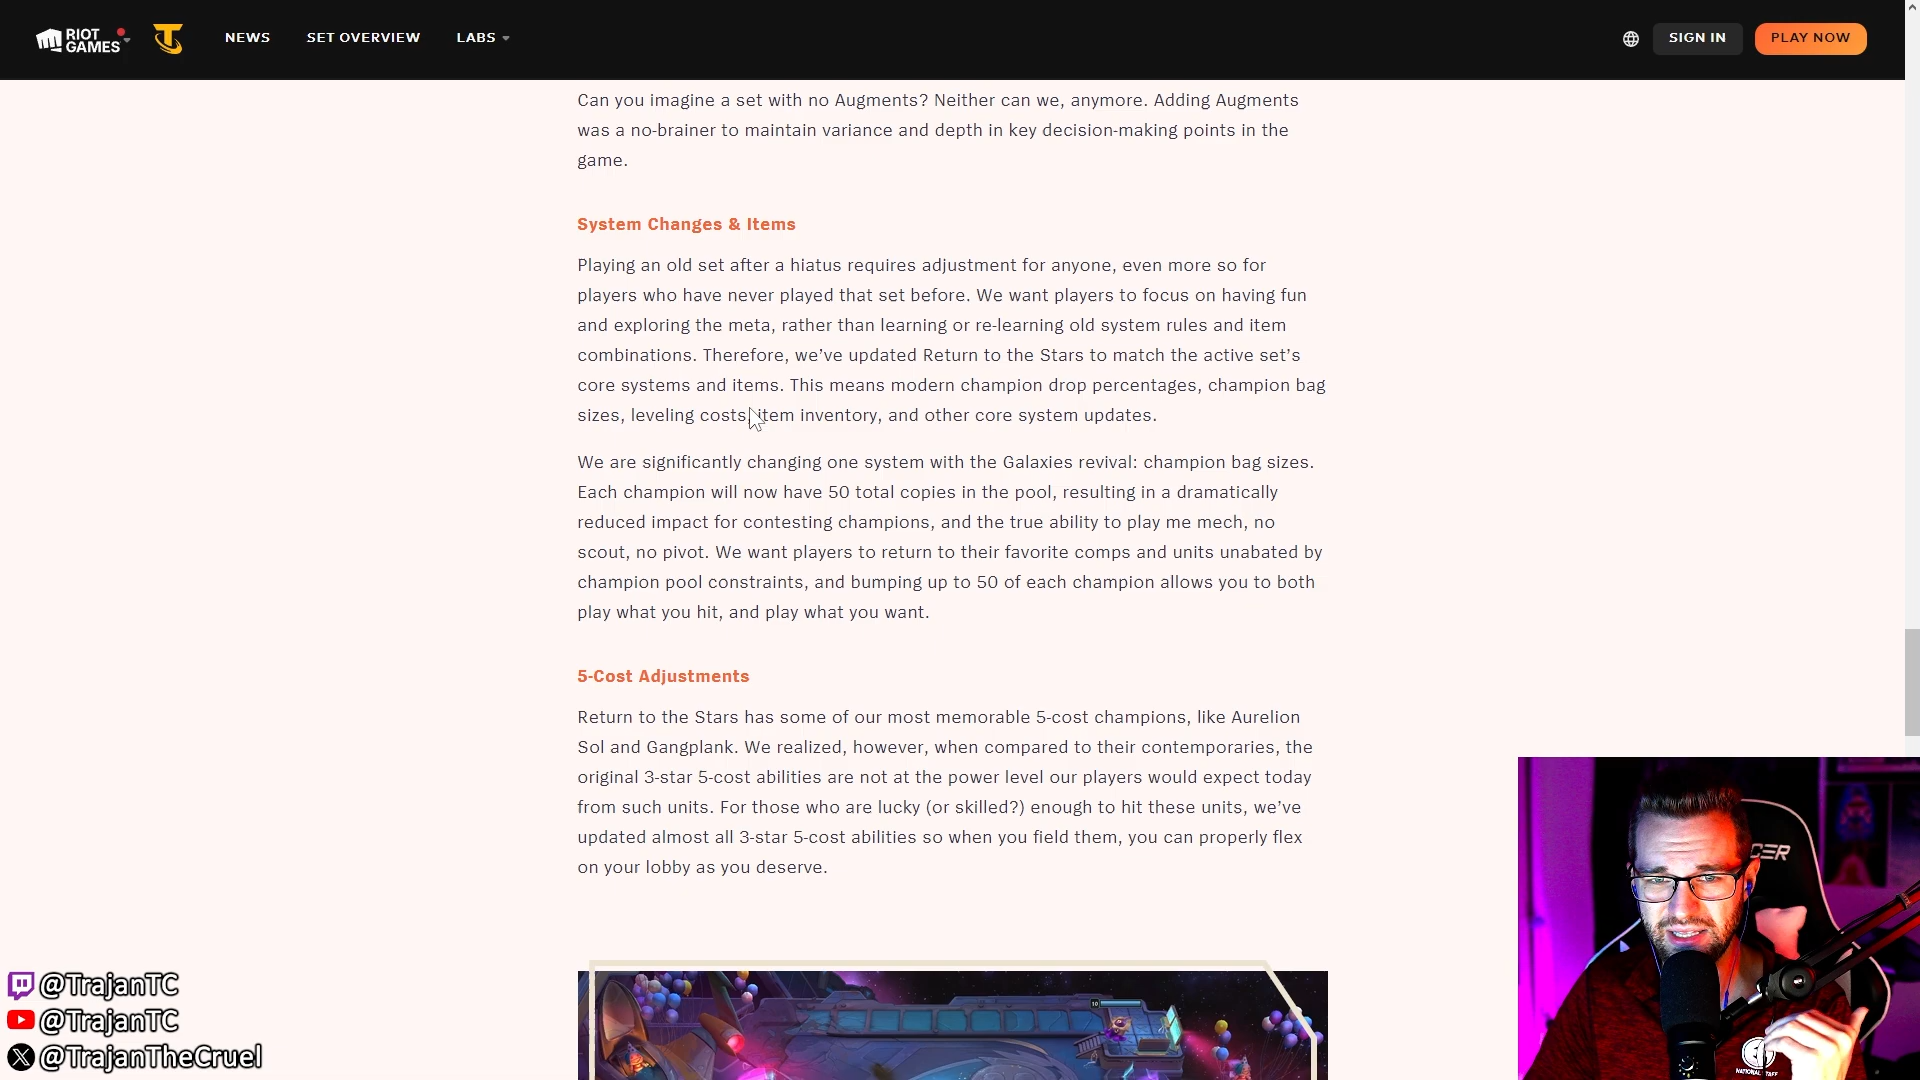 RIOT GAMES
NEWS
SET OVERVIEW
LABS
SIGN IN
PLAY NOW
Can you imagine a set with no Augments? Neither can we, anymore. Adding Augments
was a no-brainer to maintain variance and depth in key decision-making points in the
game.
System Changes & Items
Playing an old set after a hiatus requires adjustment for anyone, even more so for
players who have never played that set before. We want players to focus on having fun
and exploring the meta, rather than learning or re-learning old system rules and item
combinations. Therefore, we’ve updated Return to the Stars to match the active set’s
core systems and items. This means modern champion drop percentages, champion bag
sizes, leveling costs, item inventory, and other core system updates.
We are significantly changing one system with the Galaxies revival: champion bag sizes.
Each champion will now have 50 total copies in the pool, resulting in a dramatically
reduced impact for contesting champions, and the true ability to play me mech, no
scout, no pivot. We want players to return to their favorite comps and units unabated by
champion pool constraints, and bumping up to 50 of each champion allows you to both
play what you hit, and play what you want.
5-Cost Adjustments
Return to the Stars has some of our most memorable 5-cost champions, like Aurelion
Sol and Gangplank. We realized, however, when compared to their contemporaries, the
original 3-star 5-cost abilities are not at the power level our players would expect today
from such units. For those who are lucky (or skilled?) enough to hit these units, we’ve
updated almost all 3-star 5-cost abilities so when you field them, you can properly flex
on your lobby as you deserve.
@TrajanTC
@TrajanTC
@TrajanTheCruel